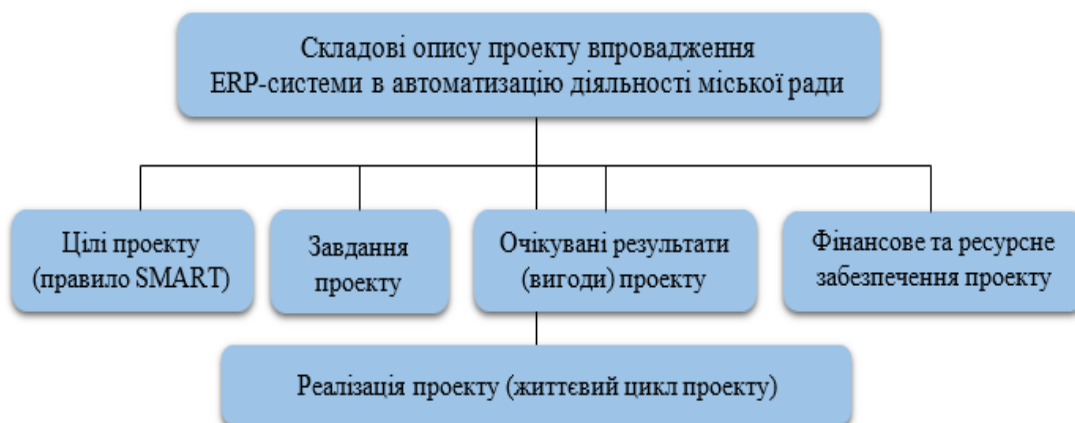 Складові опису проекту впровадження
ERP-системи в автоматизацію діяльності міської ради
Цілі проекту
(правило SMART)
Завдання
проекту
Очікувані результати
(вигоди) проекту
Фінансове та ресурсне
забезпечення проекту
Реалізація проекту (життєвий цикл проекту)